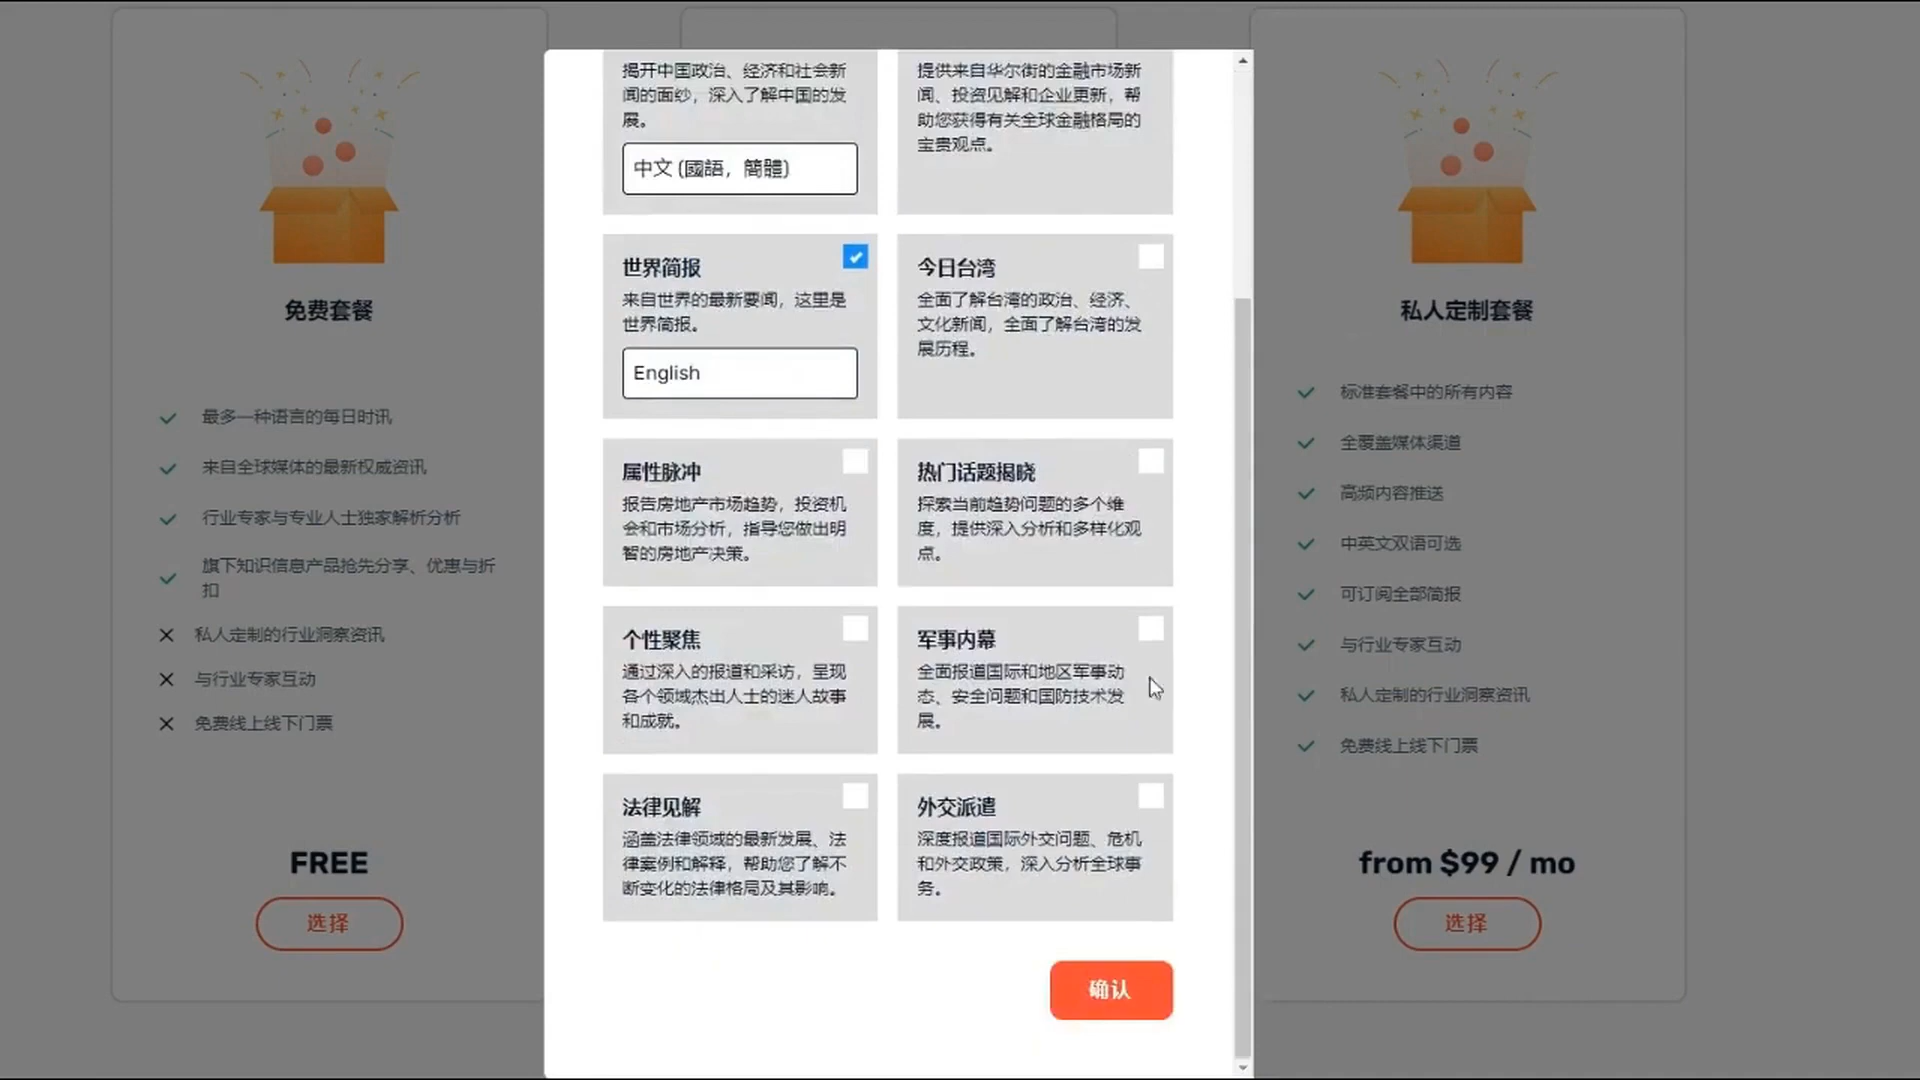 揭开中国政治、经济和社会新
闻的面纱，深入了解中国的发
展。
中文 (國語，簡體)
提供来自华尔街的金融市场新
闻、投资见解和企业更新，帮
助您获得有关全球金融格局的
宝贵观点。
世界简报
来自世界的最新要闻，这里是
世界简报。
English
今日台湾
全面了解台湾的政治、经济、
文化新闻，全面了解台湾的发
展历程。
属性脉冲
报告房地产市场趋势，投资机
会和市场分析，指导您做出明
智的房地产决策。
热门话题揭晓
探索当前趋势问题的多个维
度，提供深入分析和多样化观
点。
个性聚焦
通过深入的报道和采访，呈现
各个领域杰出人士的迷人故事
和成就。
军事内幕
全面报道国际和地区军事动
态、安全问题和国防技术发
展。
法律见解
涵盖法律领域的最新发展、法
律案例和解释，帮助您了解不
断变化的法律格局及其影响。
外交派遣
深度报道国际外交问题、危机
和外交政策，深入分析全球事
务。
确认
免费套餐
最多一种语言的每日时讯
来自全球媒体的最新权威资讯
行业专家与专业人士独家解析分析
旗下知识信息产品抢先分享、优惠与折
扣
私人定制的行业洞察资讯
与行业专家互动
免费线上线下门票
FREE
选择
私人定制套餐
标准套餐中的所有内容
全覆盖媒体渠道
高频内容推送
中英文双语可选
可订阅全部简报
与行业专家互动
私人定制的行业洞察资讯
免费线上线下门票
from $99 / mo
选择